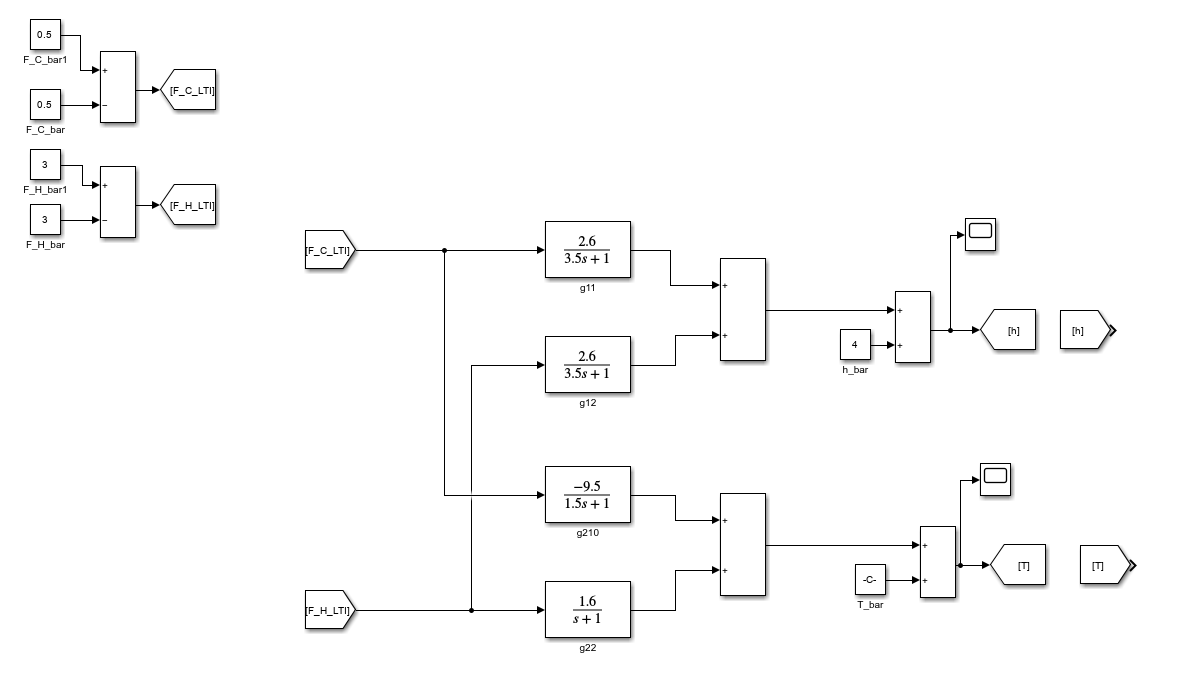 0.5
F_C_bar1
+
0.5
−
F_C_bar
[F_C_LTI]
3
F_H_bar1
+
3
−
F_H_bar
[F_H_LTI]
[F_C_LTI]
2.6
3.5s + 1
g11
2.6
3.5s + 1
g12
+
+
4
h_bar
+
+
[h]
[h]
−9.5
1.5s + 1
g210
[F_H_LTI]
1.6
s + 1
g22
+
+
-C-
T_bar
+
+
[T]
[T]